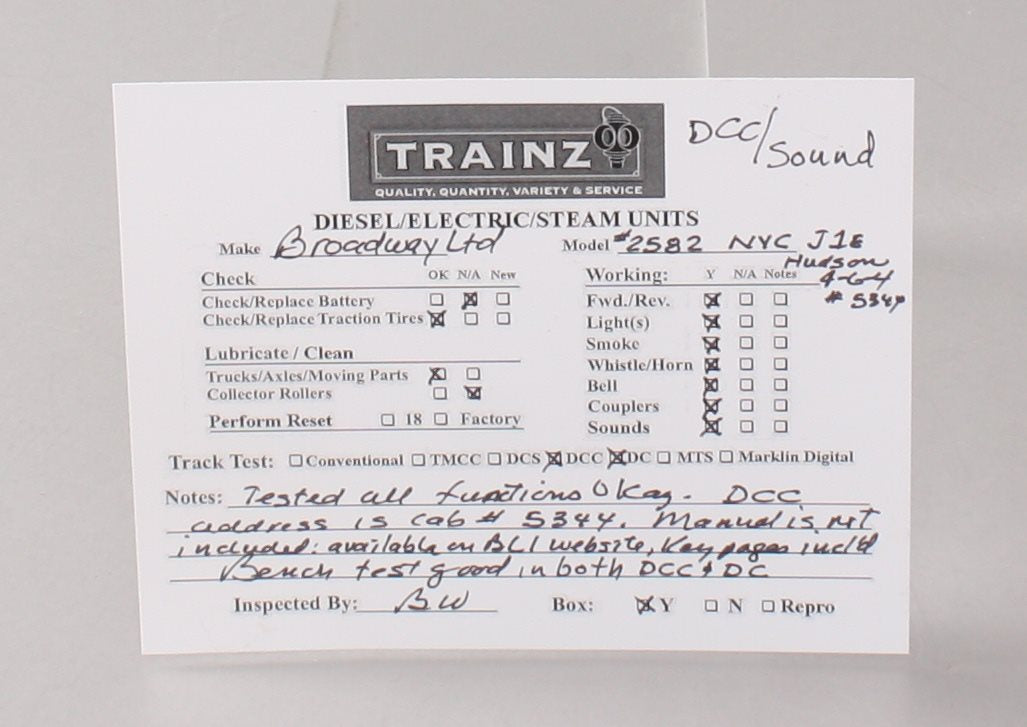 DCC/Sound
TRAINZ
QUALITY, QUANTITY, VARIETY & SERVICE
DIESEL/ELECTRIC/STEAM UNITS
Make Broadway Ltd Model #2582 NYC J1E
Hudson
4-6-4
# 5344
Check OK N/A New
Check/Replace Battery ☐ ☒ ☐
Check/Replace Traction Tires ☒ ☐ ☐
Lubricate / Clean
Trucks/Axles/Moving Parts ☒ ☐
Collector Rollers ☐ ☒
Perform Reset ☐ 18 ☐ Factory
Working: Y N/A Notes
Fwd./Rev. ☒ ☐ ☐
Light(s) ☒ ☐ ☐
Smoke ☒ ☐ ☐
Whistle/Horn ☒ ☐ ☐
Bell ☒ ☐ ☐
Couplers ☒ ☐ ☐
Sounds ☒ ☐ ☐
Track Test: ☐ Conventional ☐ TMCC ☐ DCS ☒ DCC ☒ DC ☐ MTS ☐ Marklin Digital
Notes: Tested all functions Okay. DCC
address is cab # 5344. Manual is not
included: available on BLI website, Key pages incl'd
Bench test good in both DCC & DC
Inspected By: BW Box: ☒ Y ☐ N ☐ Repro